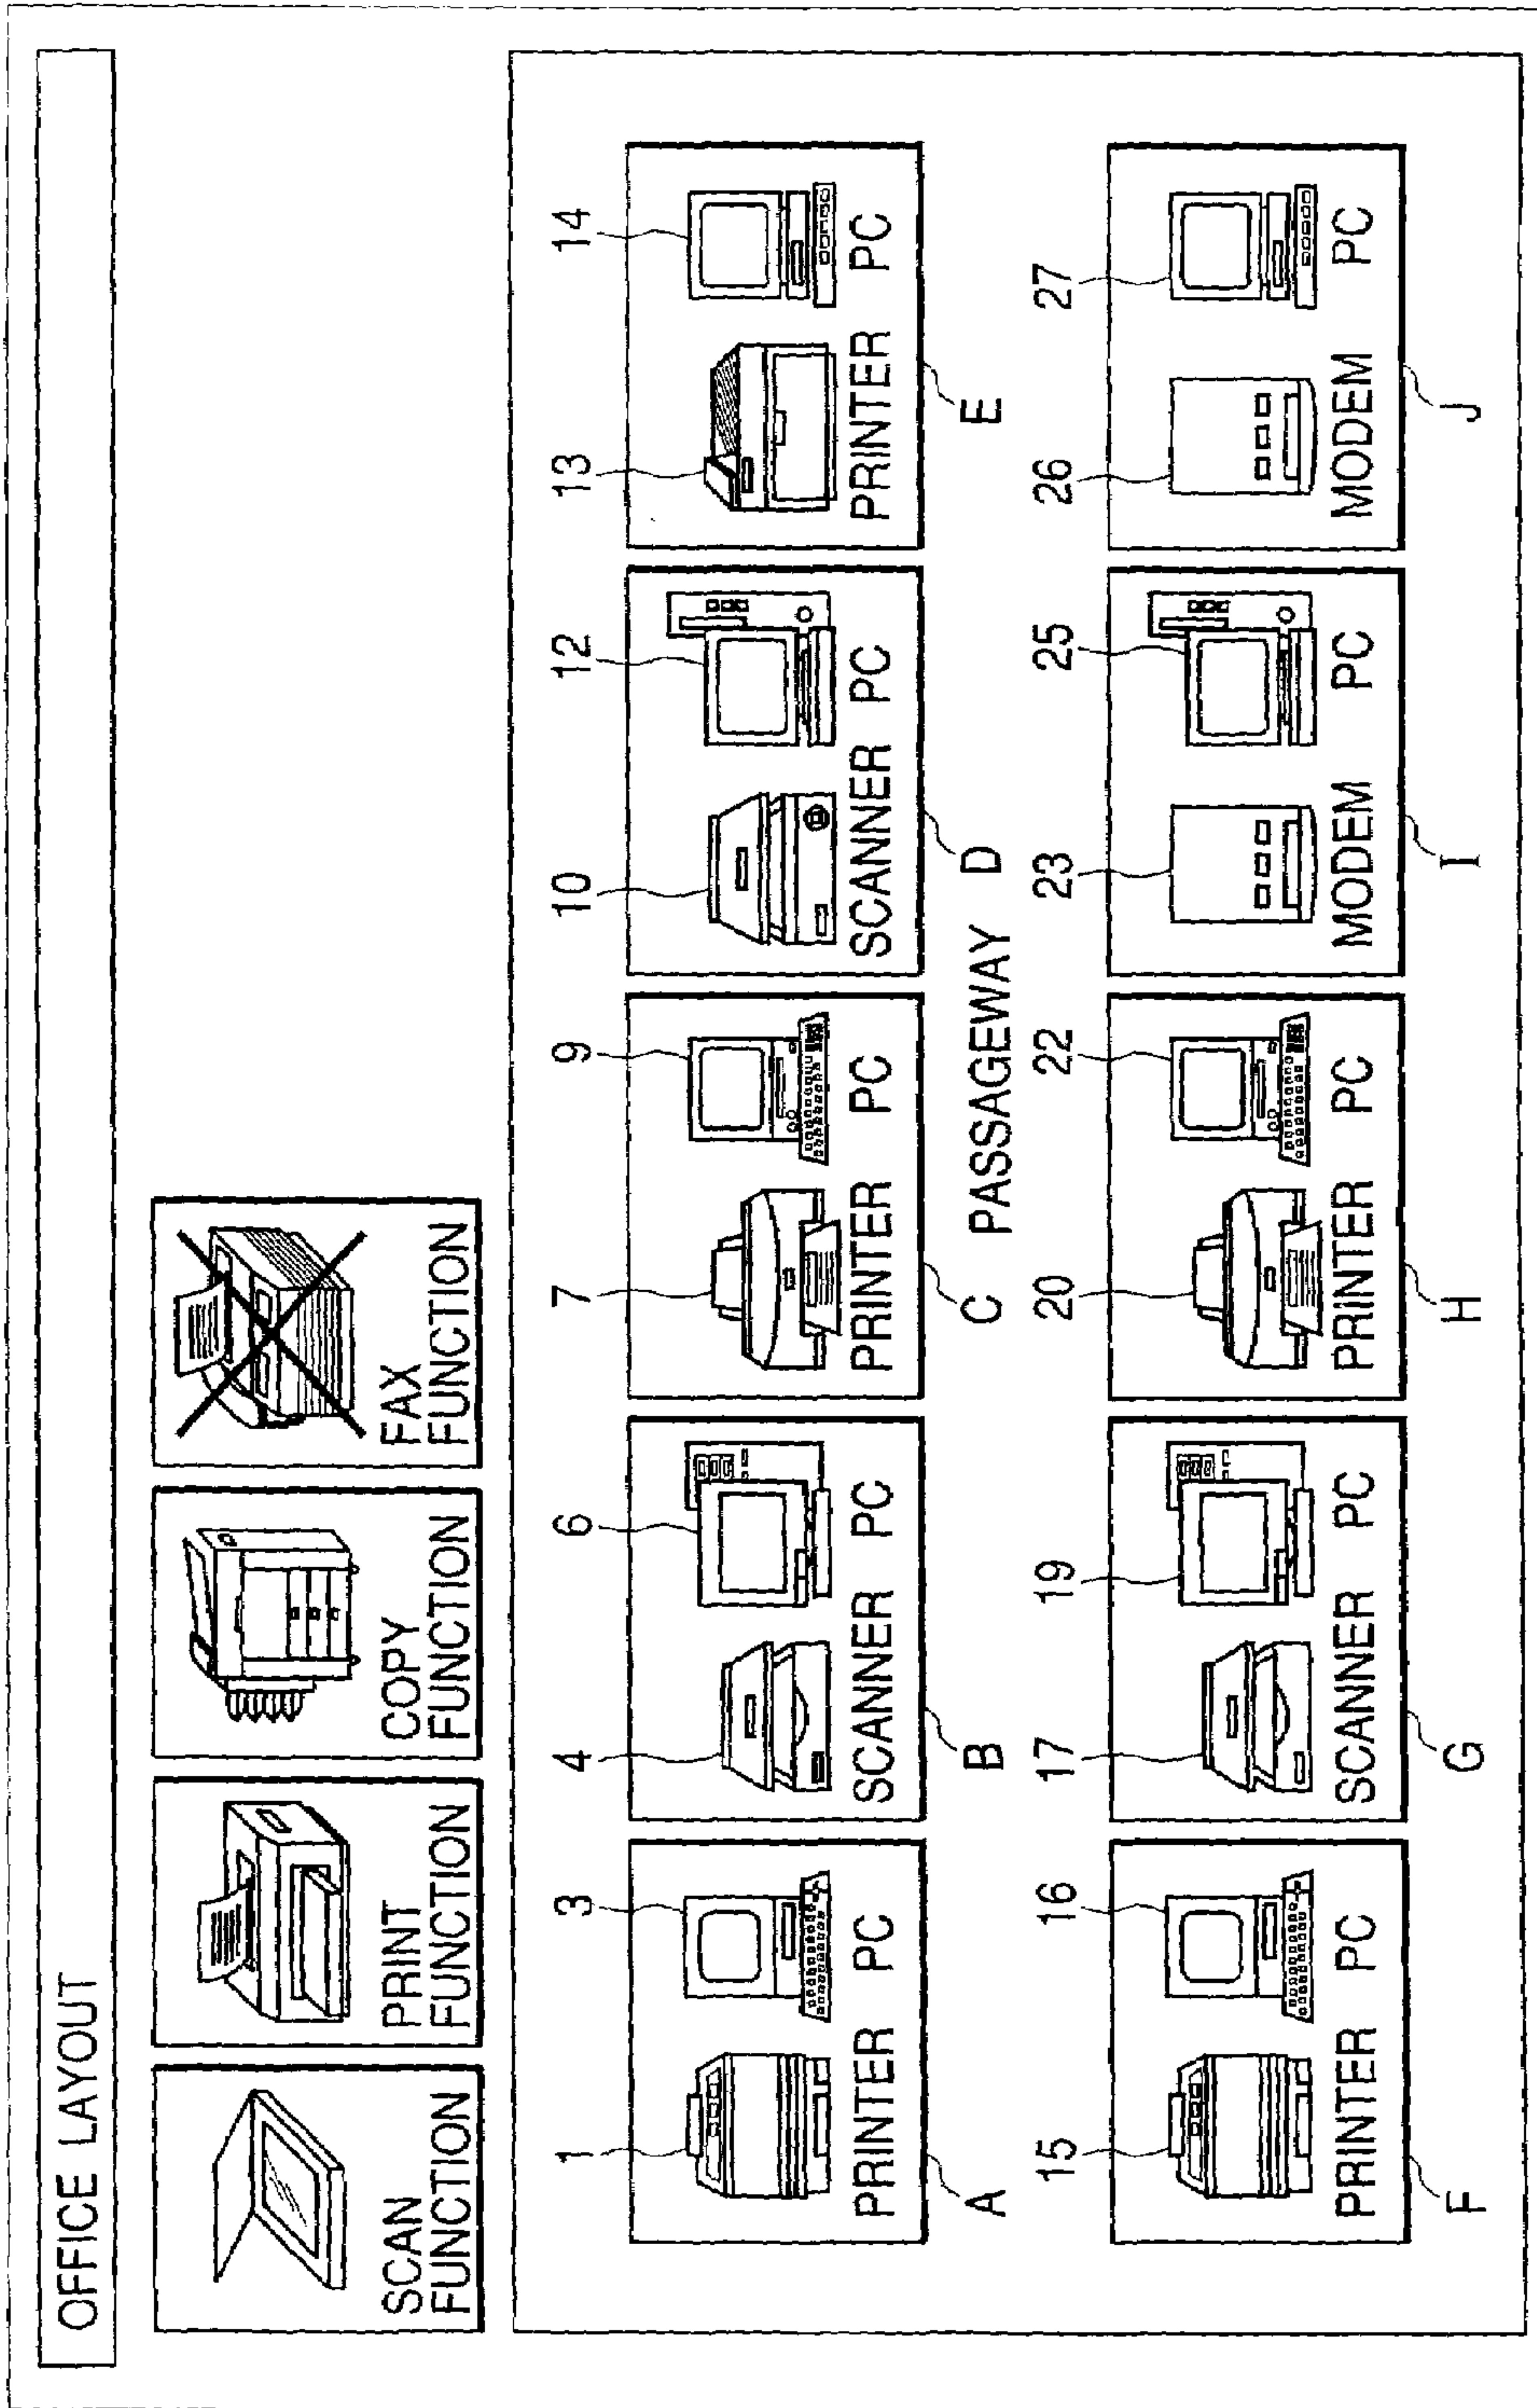 OFFICE LAYOUT
SCAN
FUNCTION
PRINT
FUNCTION
COPY
FUNCTION
FAX
FUNCTION
1 3 4 6 7 9 10 12 13 14
PRINTER PC SCANNER PC PRINTER PC SCANNER PC PRINTER PC
A B C D E
PASSAGEWAY
15 16 17 19 20 22 23 25 26 27
PRINTER PC SCANNER PC PRINTER PC MODEM PC MODEM PC
F G H I J